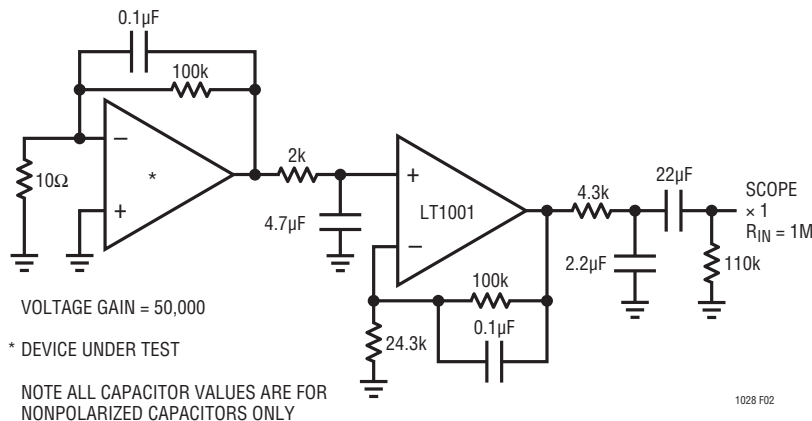 0.1µF
100k
–
*
+
10Ω
2k
4.7µF
+
LT1001
–
4.3k
22µF
SCOPE
× 1
R_IN = 1M
2.2µF
110k
100k
0.1µF
24.3k
VOLTAGE GAIN = 50,000
* DEVICE UNDER TEST
NOTE ALL CAPACITOR VALUES ARE FOR
NONPOLARIZED CAPACITORS ONLY
1028 F02